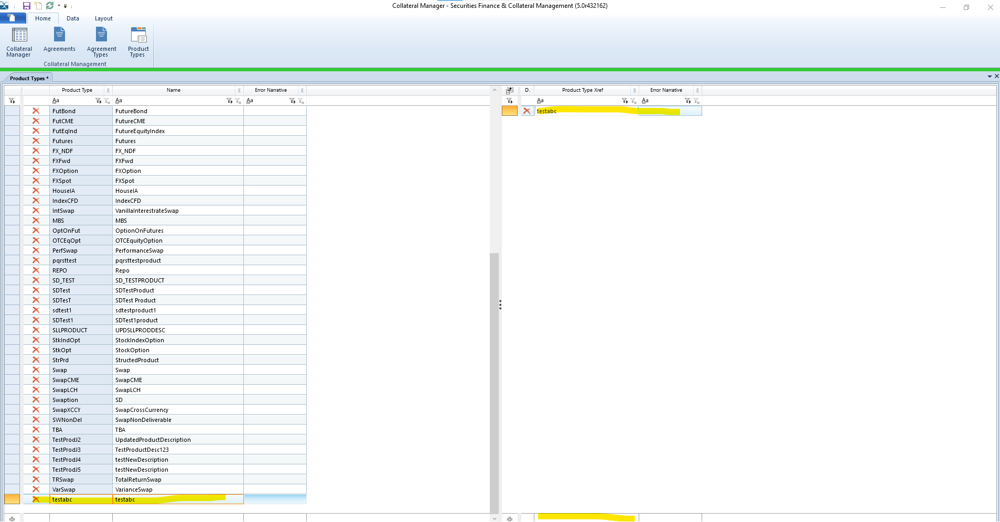 Collateral Manager - Securities Finance & Collateral Management (5.0r432162)
Home Data Layout
Collateral Manager Agreements Agreement Types Product Types
Collateral Management
Product Types *
Product Type Σ Name Σ Error Narrative Σ D. Product Type Xref Σ Error Narrative Σ
Aa Aa Aa Aa Aa
FutBond FutureBond testabc
FutCME FutureCME
FutEqInd FutureEquityIndex
Futures Futures
FX_NDF FX_NDF
FXFwd FXFwd
FXOption FXOption
FXSpot FXSpot
HouseIA HouseIA
IndexCFD IndexCFD
IntSwap VanillaInterestrateSwap
MBS MBS
OptOnFut OptionOnFutures
OTCEqOpt OTCEquityOption
PerfSwap PerformanceSwap
pqrsttest pqrsttestproduct
REPO Repo
SD_TEST SD_TESTPRODUCT
SDTest SDTestProduct
SDTesT SDTest Product
sdtest1 sdtestproduct1
SDTest1 SDTest1product
SLLPRODUCT UPDSLLPRODDESC
StkIndOpt StockIndexOption
StkOpt StockOption
StrPrd StructedProduct
Swap Swap
SwapCME SwapCME
SwapLCH SwapLCH
Swaption SD
SwapXCCY SwapCrossCurrency
SWNonDel SwapNonDeliverable
TBA TBA
TestProdJ2 UpdatedProductDescription
TestProdJ3 TestProductDesc123
TestProdJ4 testNewDescription
TestProdJ5 testNewDescription
TRSwap TotalReturnSwap
VarSwap VarianceSwap
testabc testabc